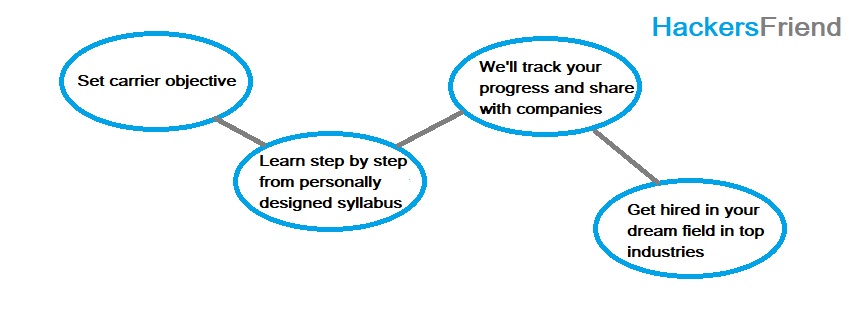 HackersFriend
Set carrier objective
Learn step by step
from personally
designed syllabus
We'll track your
progress and share
with companies
Get hired in your
dream field in top
industries